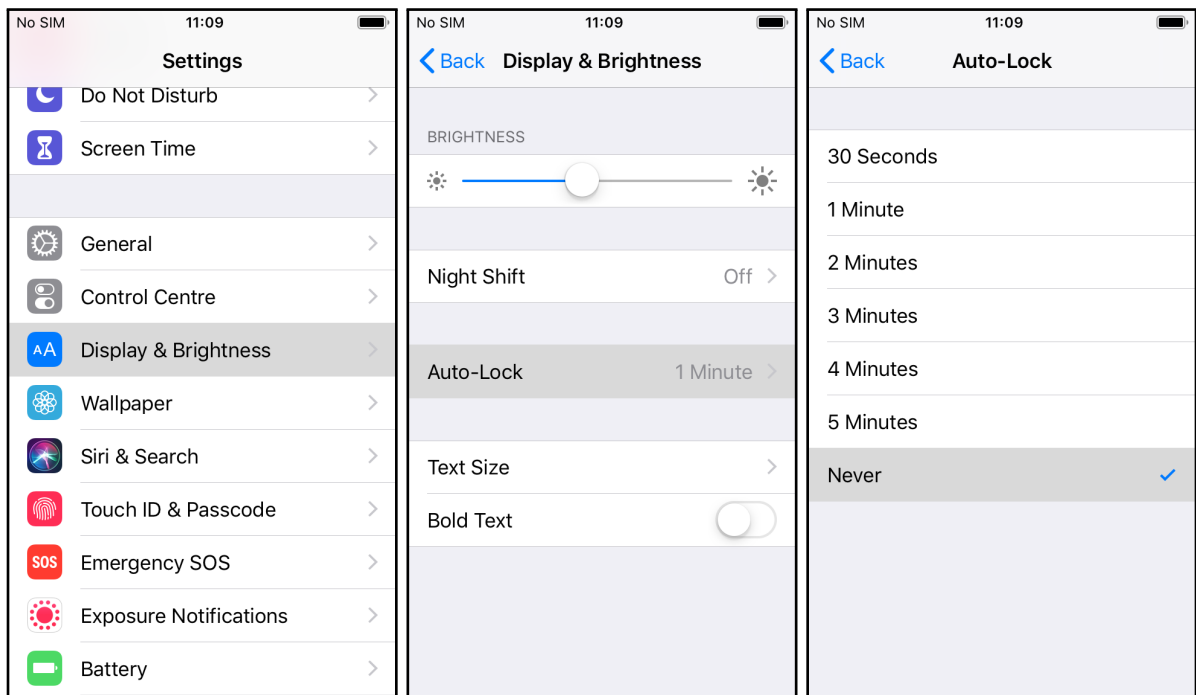 No SIM 11:09
Settings
Do Not Disturb
Screen Time
General
Control Centre
AA Display & Brightness
Wallpaper
Siri & Search
Touch ID & Passcode
SOS Emergency SOS
Exposure Notifications
Battery
No SIM 11:09
Back Display & Brightness
BRIGHTNESS
Night Shift Off
Auto-Lock 1 Minute
Text Size
Bold Text
No SIM 11:09
Back Auto-Lock
30 Seconds
1 Minute
2 Minutes
3 Minutes
4 Minutes
5 Minutes
Never